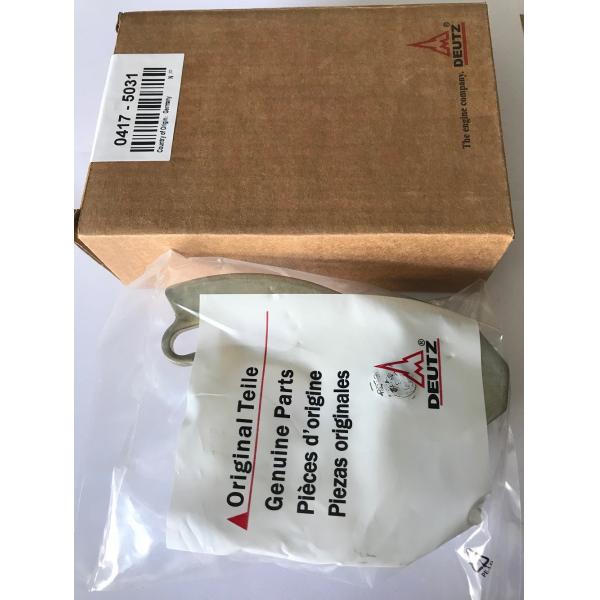 0417 - 5031
Country of Origin: Germany
DEUTZ®
The engine company.
Original Teile
Genuine Parts
Pièces d'origine
Piezas originales
DEUTZ®